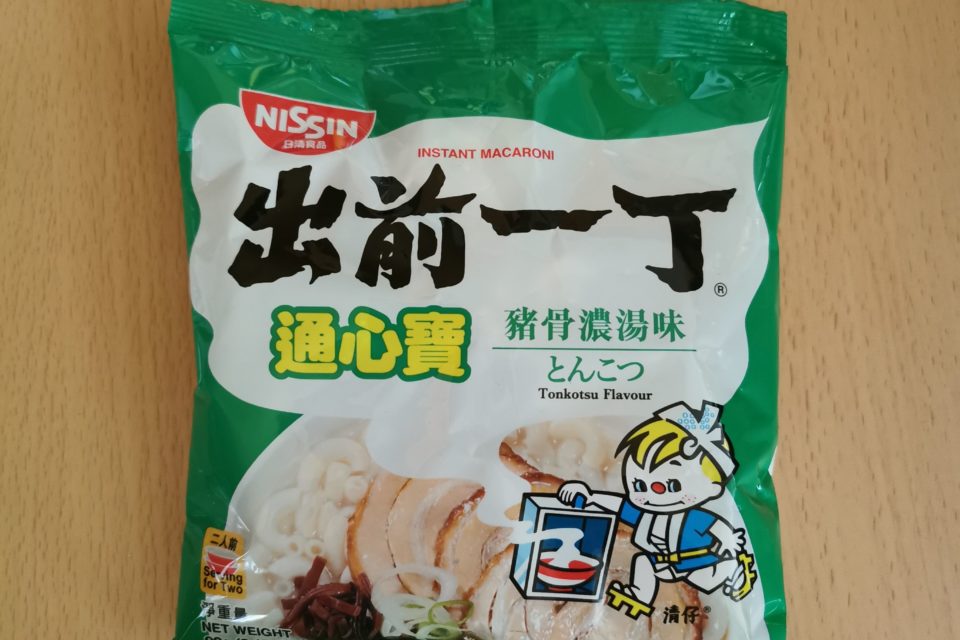 NISSIN
日清食品
INSTANT MACARONI
出前一丁
®
通心寶
豬骨濃湯味
とんこつ
Tonkotsu Flavour
二人前
Serving
for Two
淨重量
NET WEIGHT
清仔®